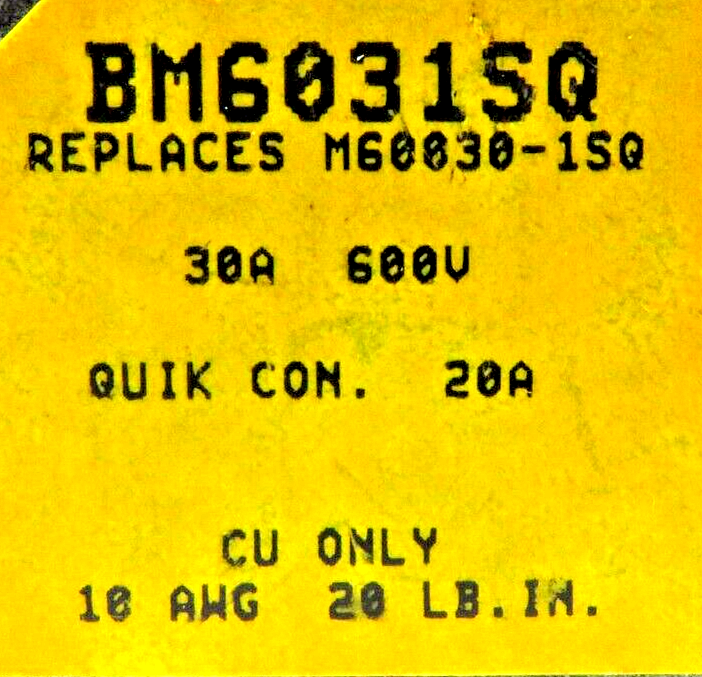 BM6031SQ
REPLACES M60030-1SQ
30A 600V
QUIK CON. 20A
CU ONLY
10 AWG 20 LB.IN.